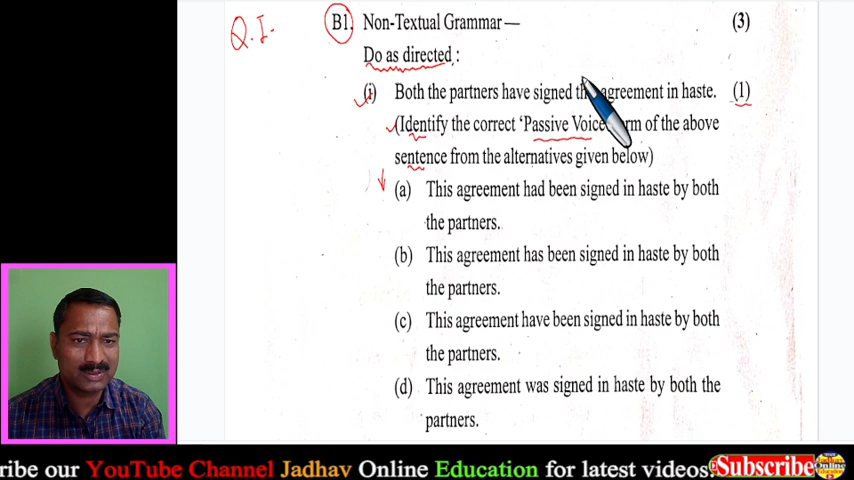 Q.I.
B1. Non-Textual Grammar— (3)
Do as directed :
(i) Both the partners have signed agreement in haste. (1)
(Identify the correct 'Passive Voice of the above
sentence from the alternatives given below)
(a) This agreement had been signed in haste by both
the partners.
(b) This agreement has been signed in haste by both
the partners.
(c) This agreement have been signed in haste by both
the partners.
(d) This agreement was signed in haste by both the
partners.
ribe our YouTube Channel Jadhav Online Education for latest videos. Subscribe